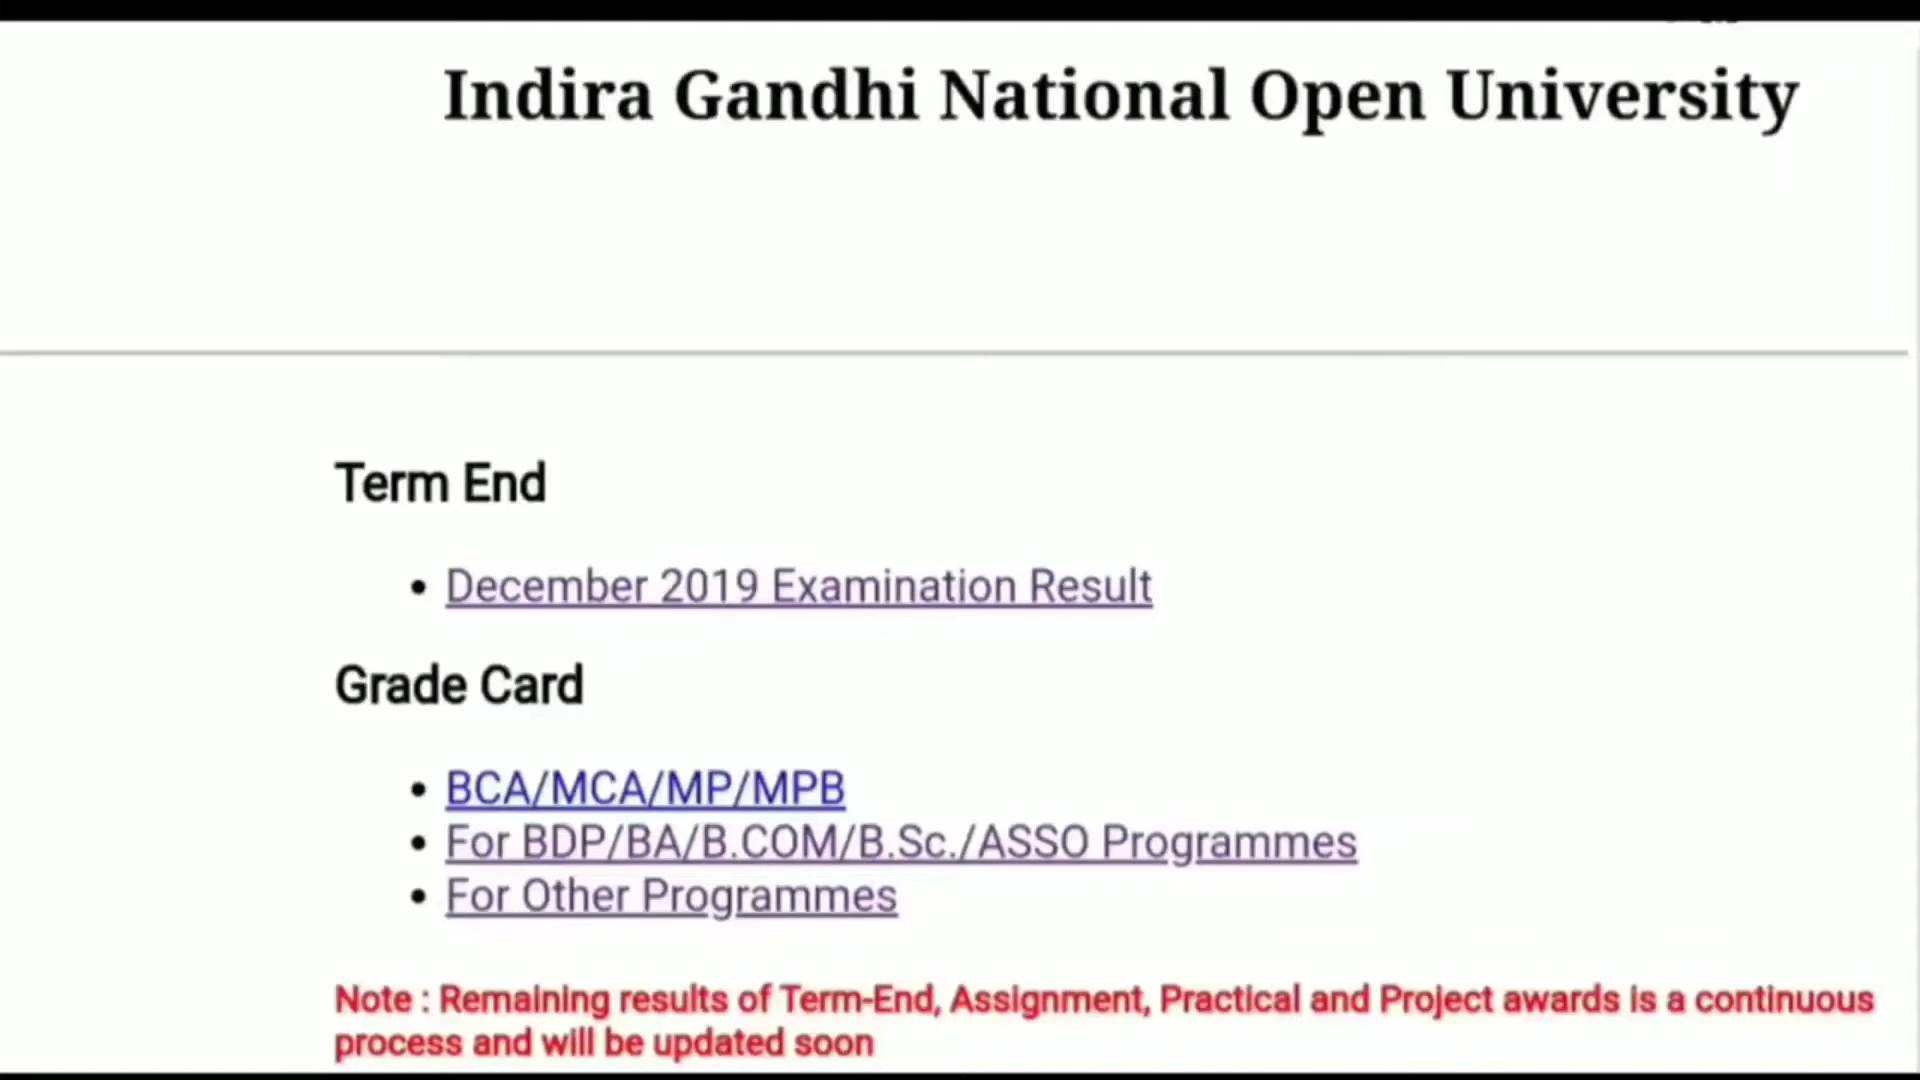 Indira Gandhi National Open University
Term End
• December 2019 Examination Result
Grade Card
• BCA/MCA/MP/MPB
• For BDP/BA/B.COM/B.Sc./ASSO Programmes
• For Other Programmes
Note : Remaining results of Term-End, Assignment, Practical and Project awards is a continuous
process and will be updated soon